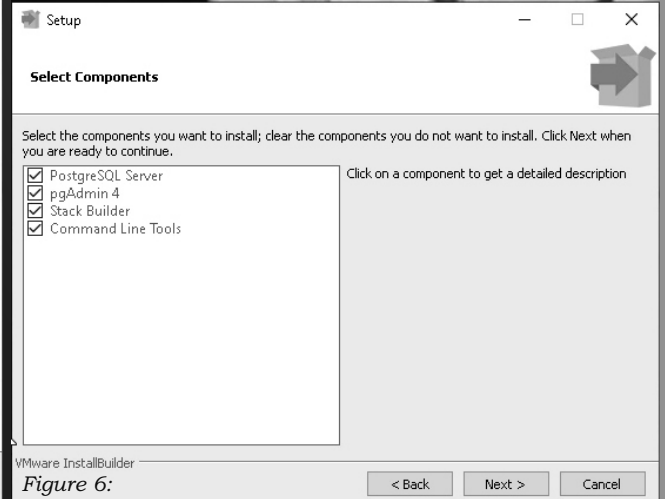 Setup
Select Components
Select the components you want to install; clear the components you do not want to install. Click Next when
you are ready to continue.
PostgreSQL Server
pgAdmin 4
Stack Builder
Command Line Tools
Click on a component to get a detailed description
VMware InstallBuilder
Figure 6:
< Back
Next >
Cancel